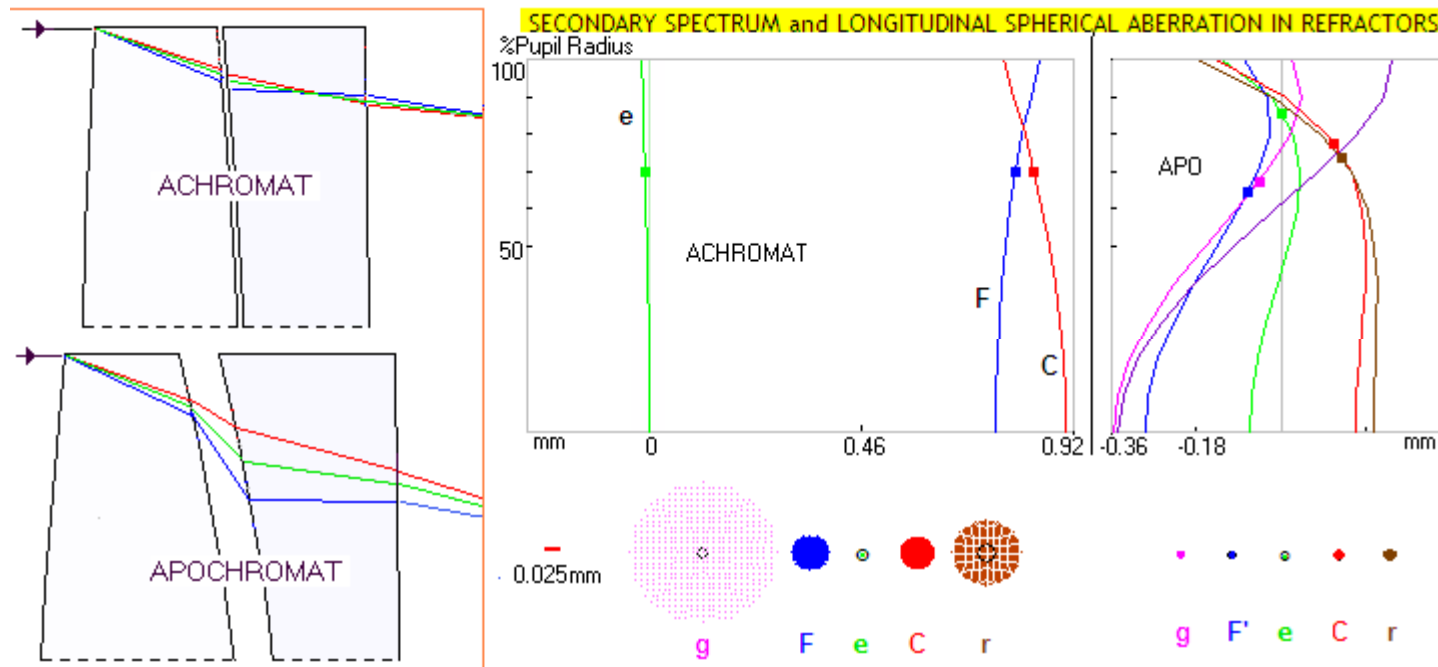 SECONDARY SPECTRUM and LONGITUDINAL SPHERICAL ABERRATION IN REFRACTORS
ACHROMAT
APOCHROMAT
%Pupil Radius
100
50
e
ACHROMAT
F
C
mm
0
0.46
0.92
APO
-0.36
-0.18
mm
0.025mm
g
F
e
C
r
g
F'
e
C
r